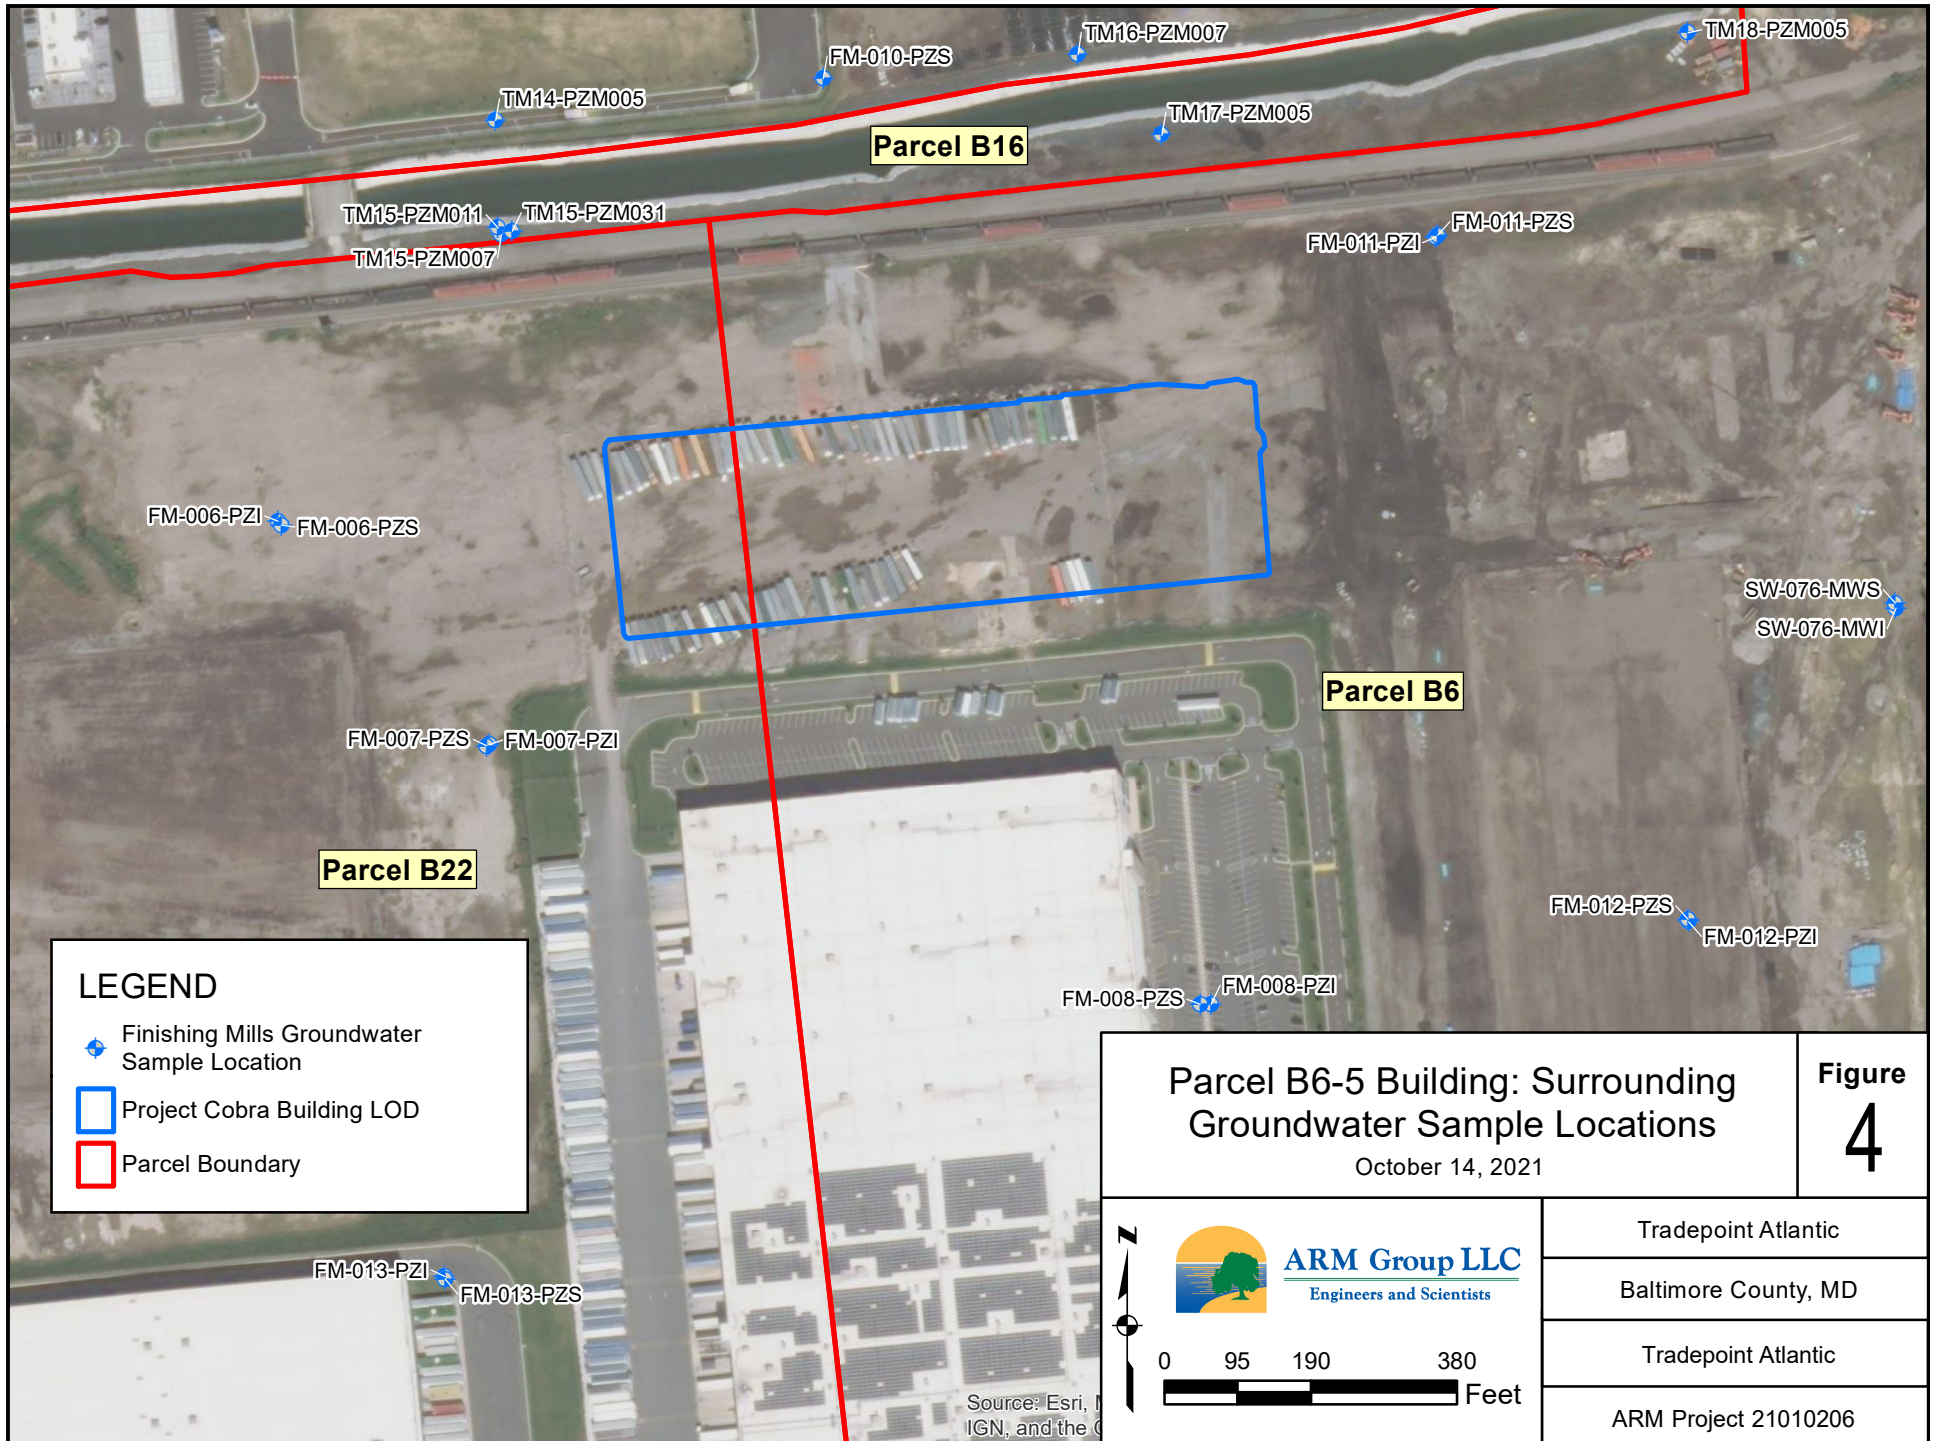 TM16-PZM007
TM18-PZM005
FM-010-PZS
TM14-PZM005
TM17-PZM005
Parcel B16
TM15-PZM011
TM15-PZM031
TM15-PZM007
FM-011-PZS
FM-011-PZI
FM-006-PZI
FM-006-PZS
SW-076-MWS
SW-076-MWI
Parcel B6
FM-007-PZS
FM-007-PZI
Parcel B22
FM-012-PZS
FM-012-PZI
FM-008-PZS
FM-008-PZI
LEGEND
Finishing Mills Groundwater
Sample Location
Project Cobra Building LOD
Parcel Boundary
FM-013-PZI
FM-013-PZS
Parcel B6-5 Building: Surrounding
Groundwater Sample Locations
October 14, 2021
Figure
4
N
ARM Group LLC
Engineers and Scientists
0 95 190 380
Feet
Tradepoint Atlantic
Baltimore County, MD
Tradepoint Atlantic
ARM Project 21010206
Source: Esri,
IGN, and the